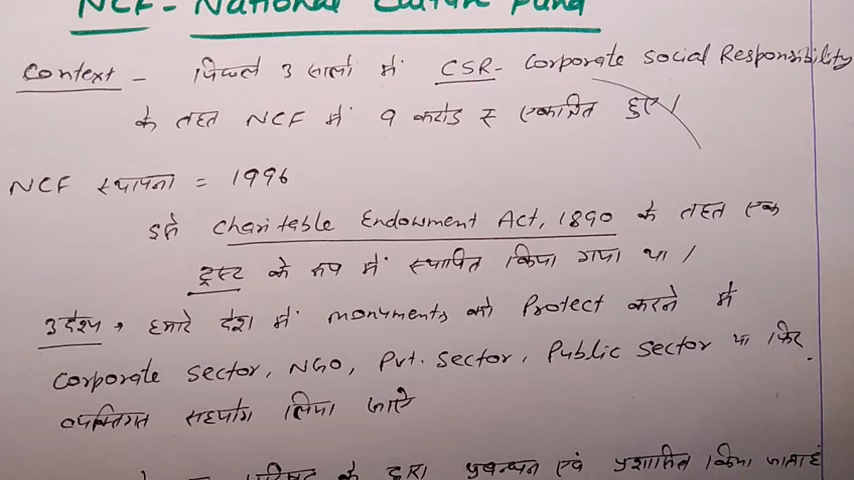 NCF - National Culture Fund
Context - पिछले 3 सालो में CSR - Corporate Social Responsibility
के तहत NCF में 9 करोड़ रु एकत्रित हुए।
NCF स्थापना = 1996
इसे Charitable Endowment Act, 1890 के तहत एक
ट्रस्ट के रूप में स्थापित किया गया था।
उद्देश्य → हमारे देश में monuments को Protect करने में
Corporate sector, NGO, Pvt. Sector, Public sector या फिर
व्यक्तिगत सहयोग लिया जाऐ
परिषद के द्वारा प्रबन्धन एवं प्रशासित किया जाता है